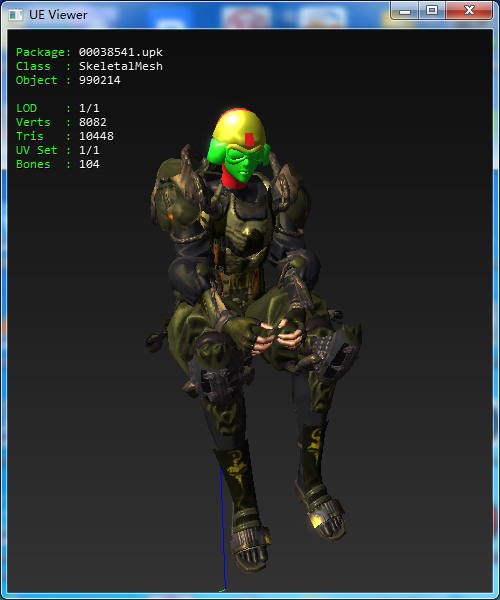 UE Viewer
Package: 00038541.upk
Class : SkeletalMesh
Object : 990214
LOD : 1/1
Verts : 8082
Tris : 10448
UV Set : 1/1
Bones : 104